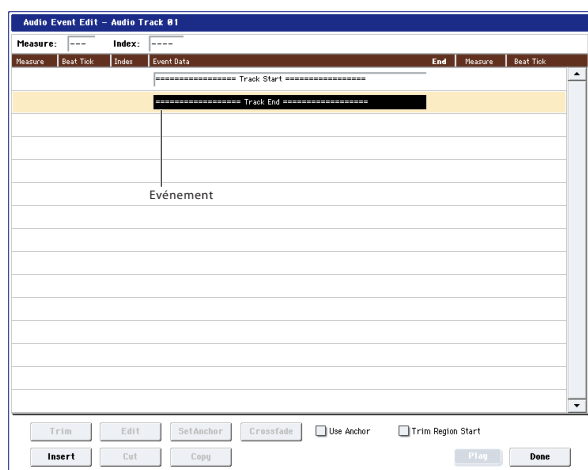 Audio Event Edit – Audio Track 01
Measure: --- Index: ----
Measure Beat Tick Index Event Data End Measure Beat Tick
================= Track Start =================
================== Track End ==================
Evénement
Trim Edit SetAnchor Crossfade Use Anchor Trim Region Start
Insert Cut Copy Play Done